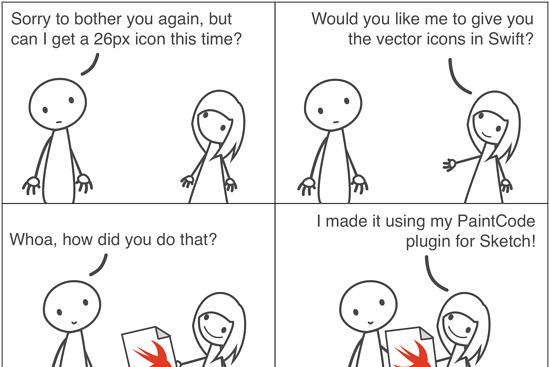 Sorry to bother you again, but
can I get a 26px icon this time?
Would you like me to give you
the vector icons in Swift?
Whoa, how did you do that?
I made it using my PaintCode
plugin for Sketch!